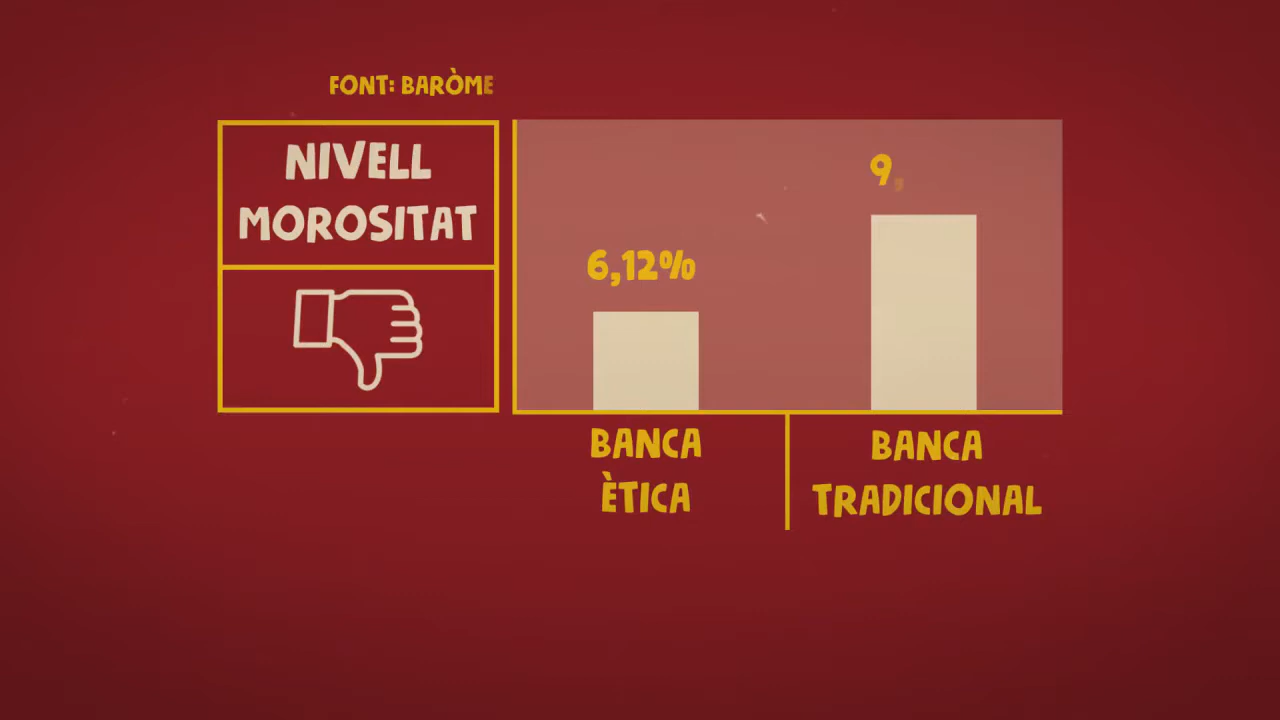 FONT: BARÒME
NIVELL
MOROSITAT
6,12%
9,
BANCA
ÈTICA
BANCA
TRADICIONAL